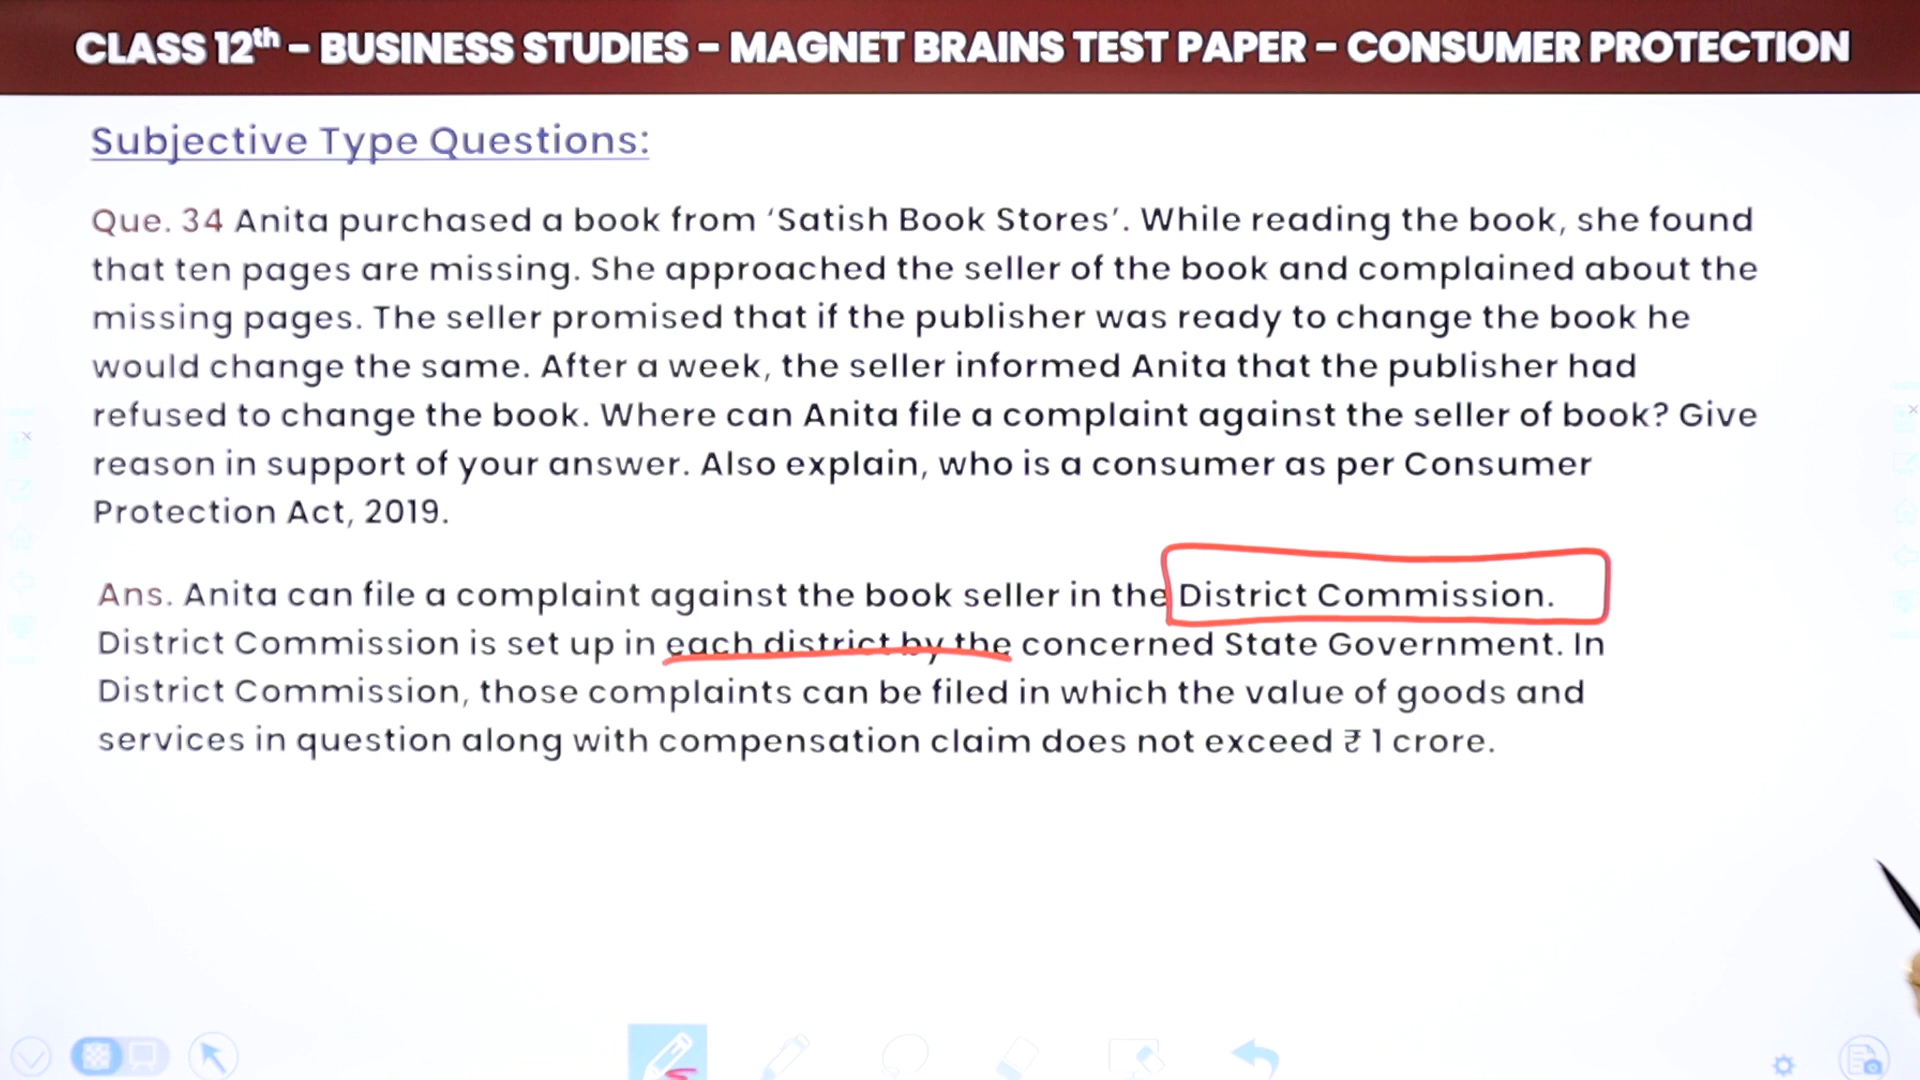 CLASS 12th – BUSINESS STUDIES – MAGNET BRAINS TEST PAPER – CONSUMER PROTECTION
Subjective Type Questions:
Que. 34 Anita purchased a book from ‘Satish Book Stores’. While reading the book, she found
that ten pages are missing. She approached the seller of the book and complained about the
missing pages. The seller promised that if the publisher was ready to change the book he
would change the same. After a week, the seller informed Anita that the publisher had
refused to change the book. Where can Anita file a complaint against the seller of book? Give
reason in support of your answer. Also explain, who is a consumer as per Consumer
Protection Act, 2019.
Ans. Anita can file a complaint against the book seller in the District Commission.
District Commission is set up in each district by the concerned State Government. In
District Commission, those complaints can be filed in which the value of goods and
services in question along with compensation claim does not exceed ₹ 1 crore.